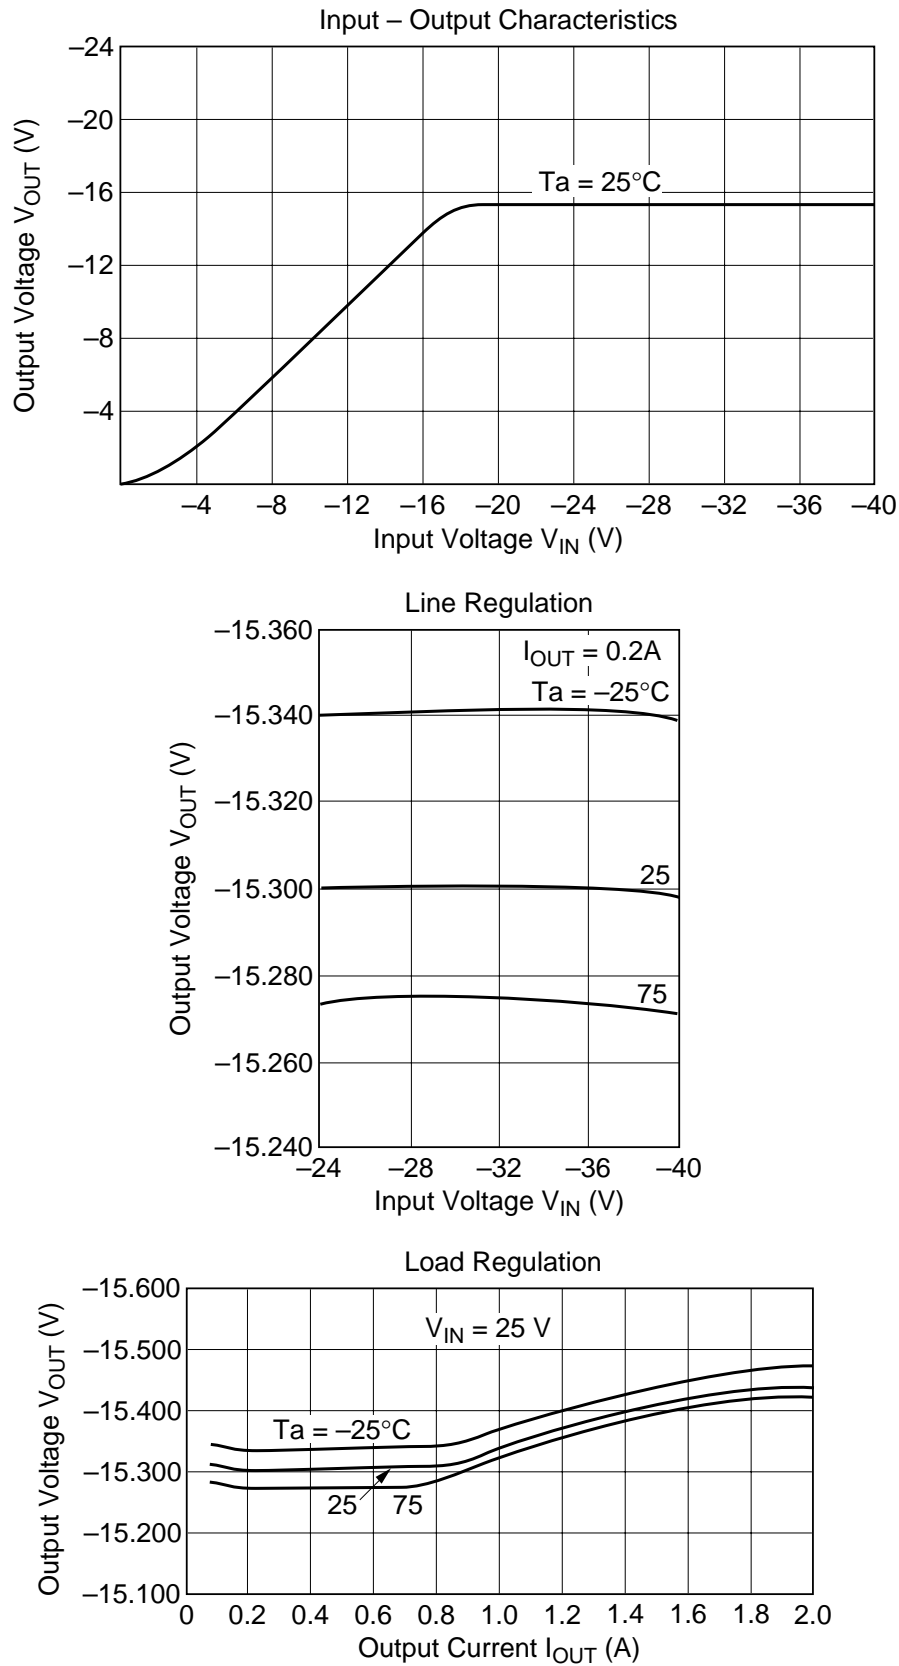 Input – Output Characteristics
–24
–20
–16
–12
–8
–4
Output Voltage VOUT (V)
Ta = 25°C
–4 –8 –12 –16 –20 –24 –28 –32 –36 –40
Input Voltage VIN (V)
Line Regulation
–15.360
–15.340
–15.320
–15.300
–15.280
–15.260
–15.240
Output Voltage VOUT (V)
IOUT = 0.2A
Ta = –25°C
25
75
–24 –28 –32 –36 –40
Input Voltage VIN (V)
Load Regulation
–15.600
–15.500
–15.400
–15.300
–15.200
–15.100
Output Voltage VOUT (V)
VIN = 25 V
Ta = –25°C
25 75
0 0.2 0.4 0.6 0.8 1.0 1.2 1.4 1.6 1.8 2.0
Output Current IOUT (A)